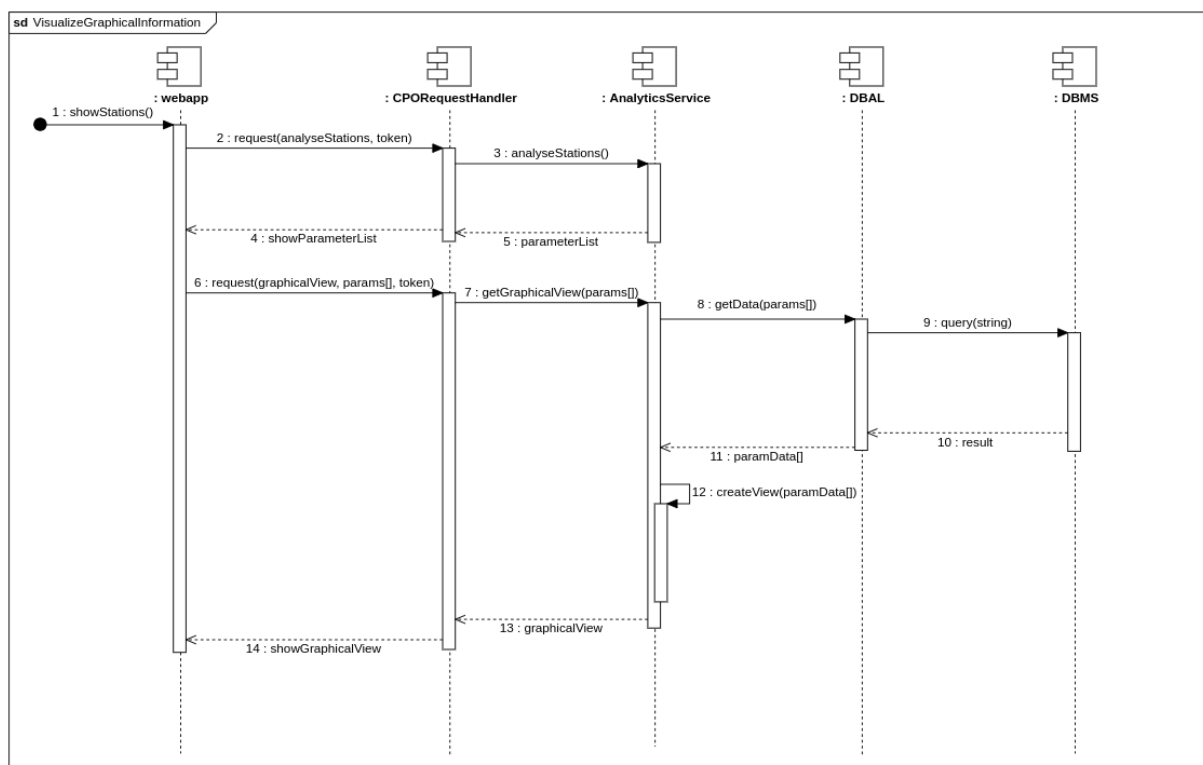 sd VisualizeGraphicalInformation
: webapp
: CPORequestHandler
: AnalyticsService
: DBAL
: DBMS
1 : showStations()
2 : request(analyseStations, token)
3 : analyseStations()
4 : showParameterList
5 : parameterList
6 : request(graphicalView, params[], token)
7 : getGraphicalView(params[])
8 : getData(params[])
9 : query(string)
10 : result
11 : paramData[]
12 : createView(paramData[])
13 : graphicalView
14 : showGraphicalView